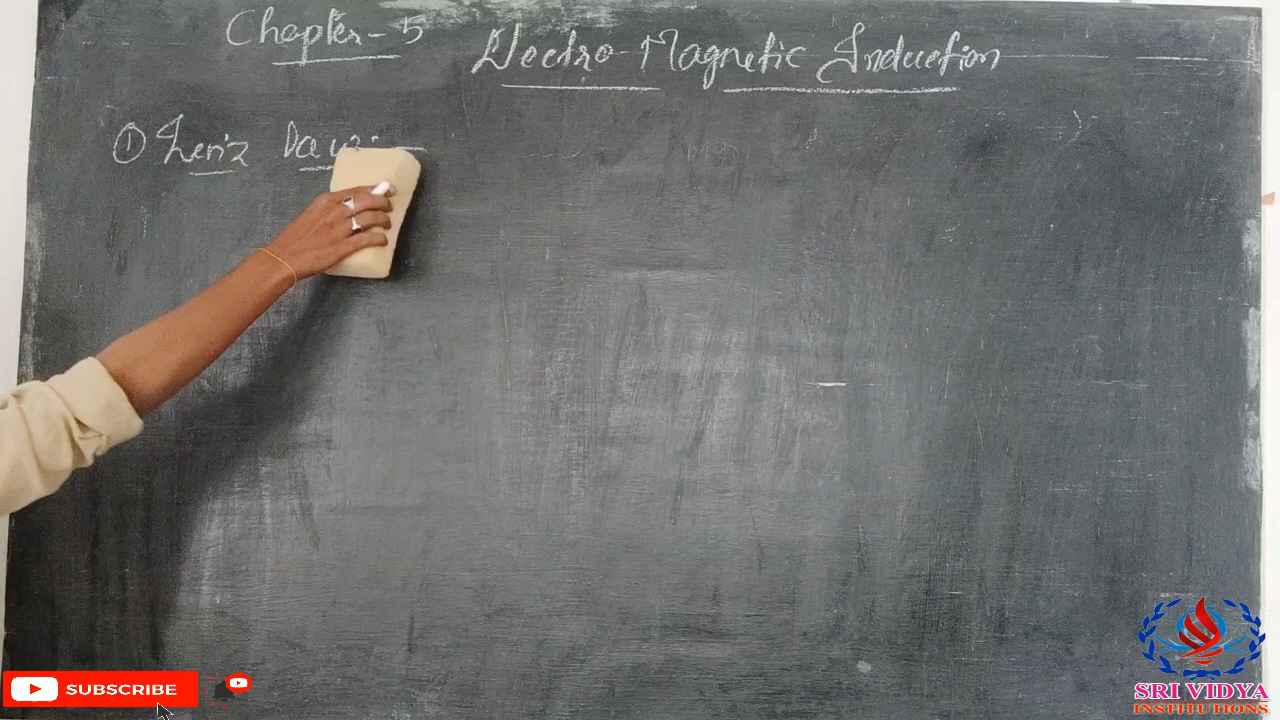 Chapter - 5
Electro - Magnetic Induction
① Lenz Law:-
SUBSCRIBE
SRI VIDYA
INSTITUTIONS